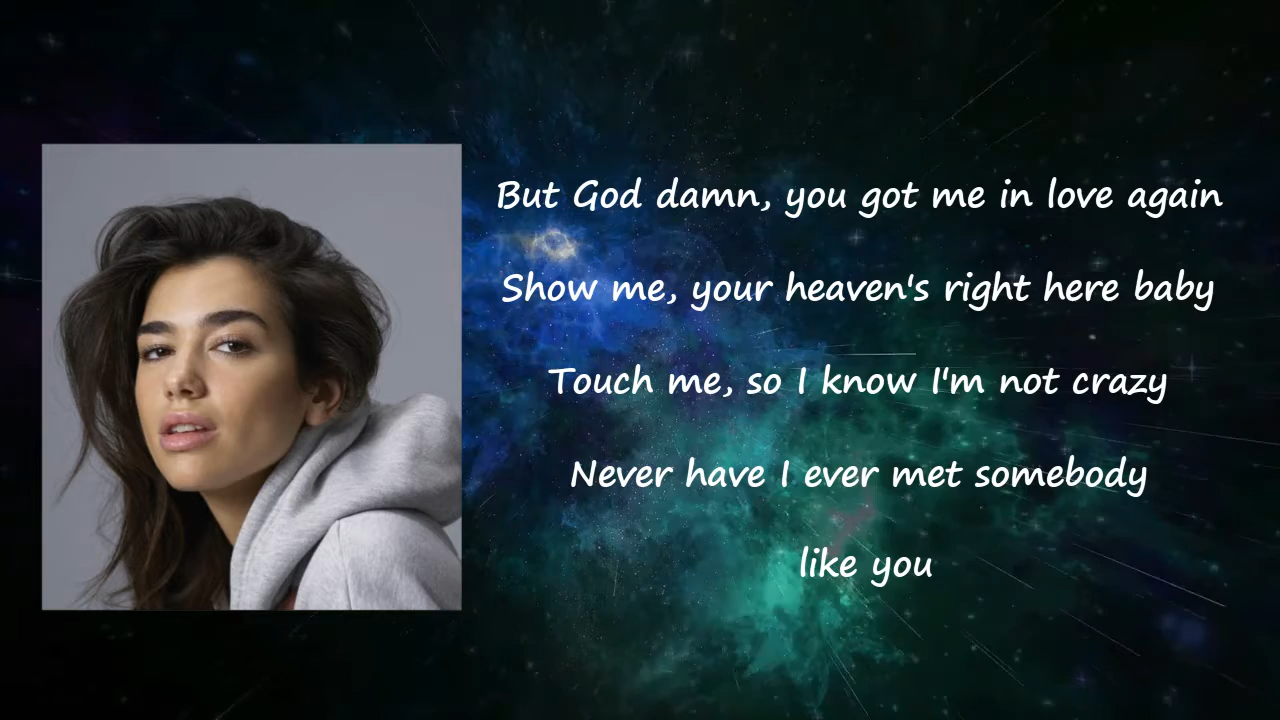 But God damn, you got me in love again
Show me, your heaven's right here baby
Touch me, so I know I'm not crazy
Never have I ever met somebody
like you